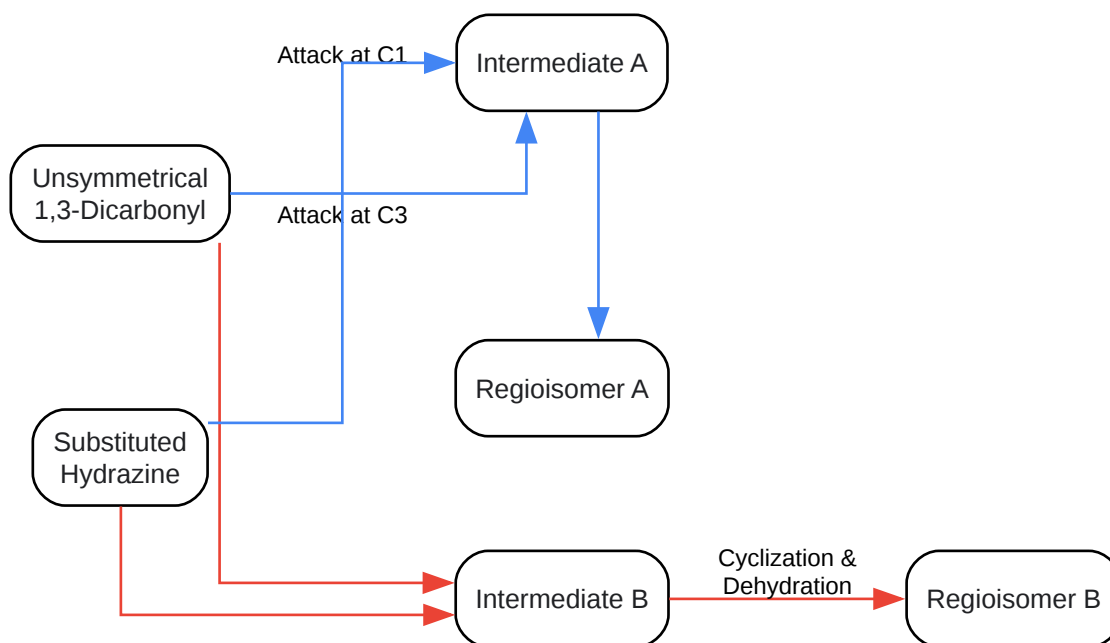 Attack at C1
Intermediate A
Unsymmetrical
1,3-Dicarbonyl
Attack at C3
Regioisomer A
Substituted
Hydrazine
Cyclization &
Dehydration
Intermediate B
Regioisomer B